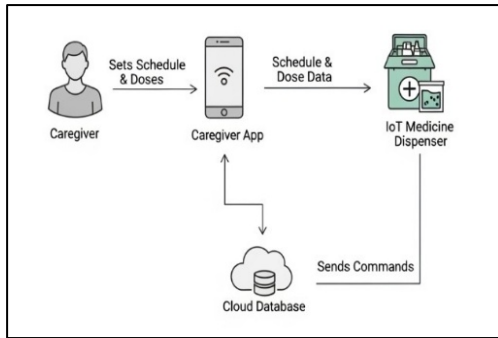 Sets Schedule
& Doses
Schedule &
Dose Data
Caregiver
Caregiver App
IoT Medicine
Dispenser
Sends Commands
Cloud Database